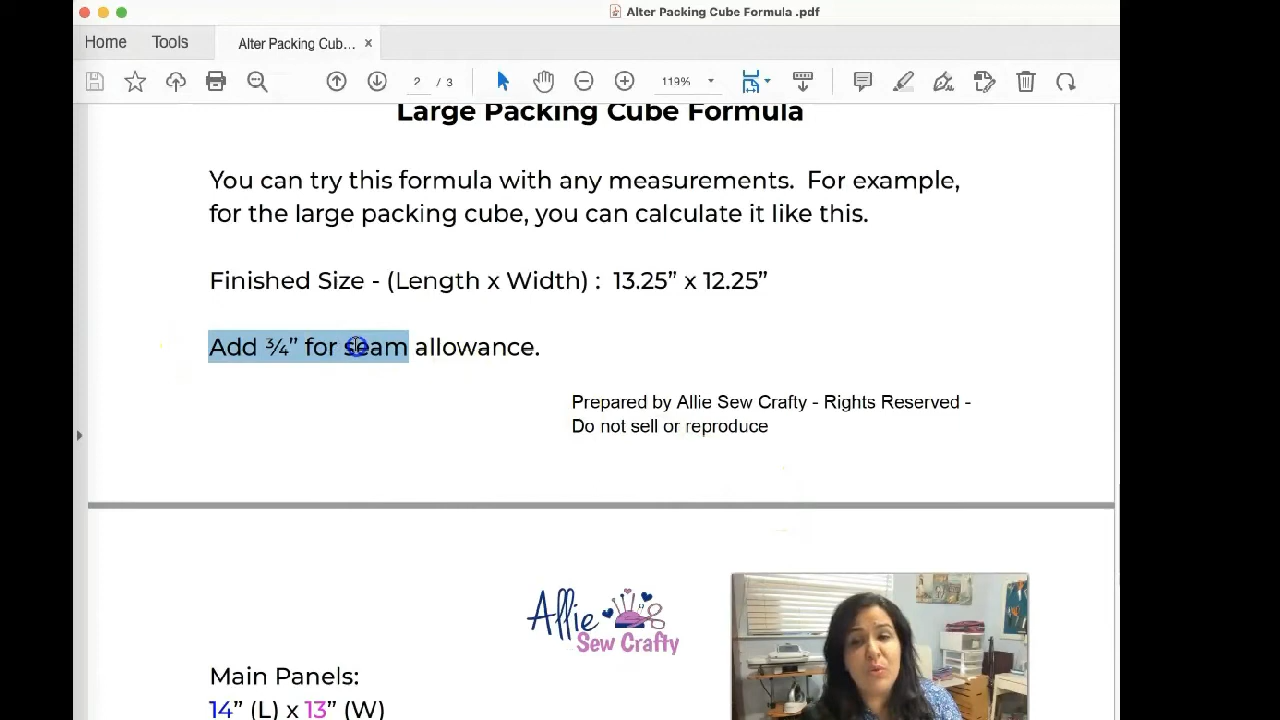 Alter Packing Cube Formula .pdf
Home Tools Alter Packing Cub... ×
2 / 3 119%
Large Packing Cube Formula
You can try this formula with any measurements. For example,
for the large packing cube, you can calculate it like this.
Finished Size - (Length x Width) : 13.25” x 12.25”
Add ¾” for seam allowance.
Prepared by Allie Sew Crafty - Rights Reserved -
Do not sell or reproduce
Allie
Sew Crafty
Main Panels:
14” (L) x 13” (W)